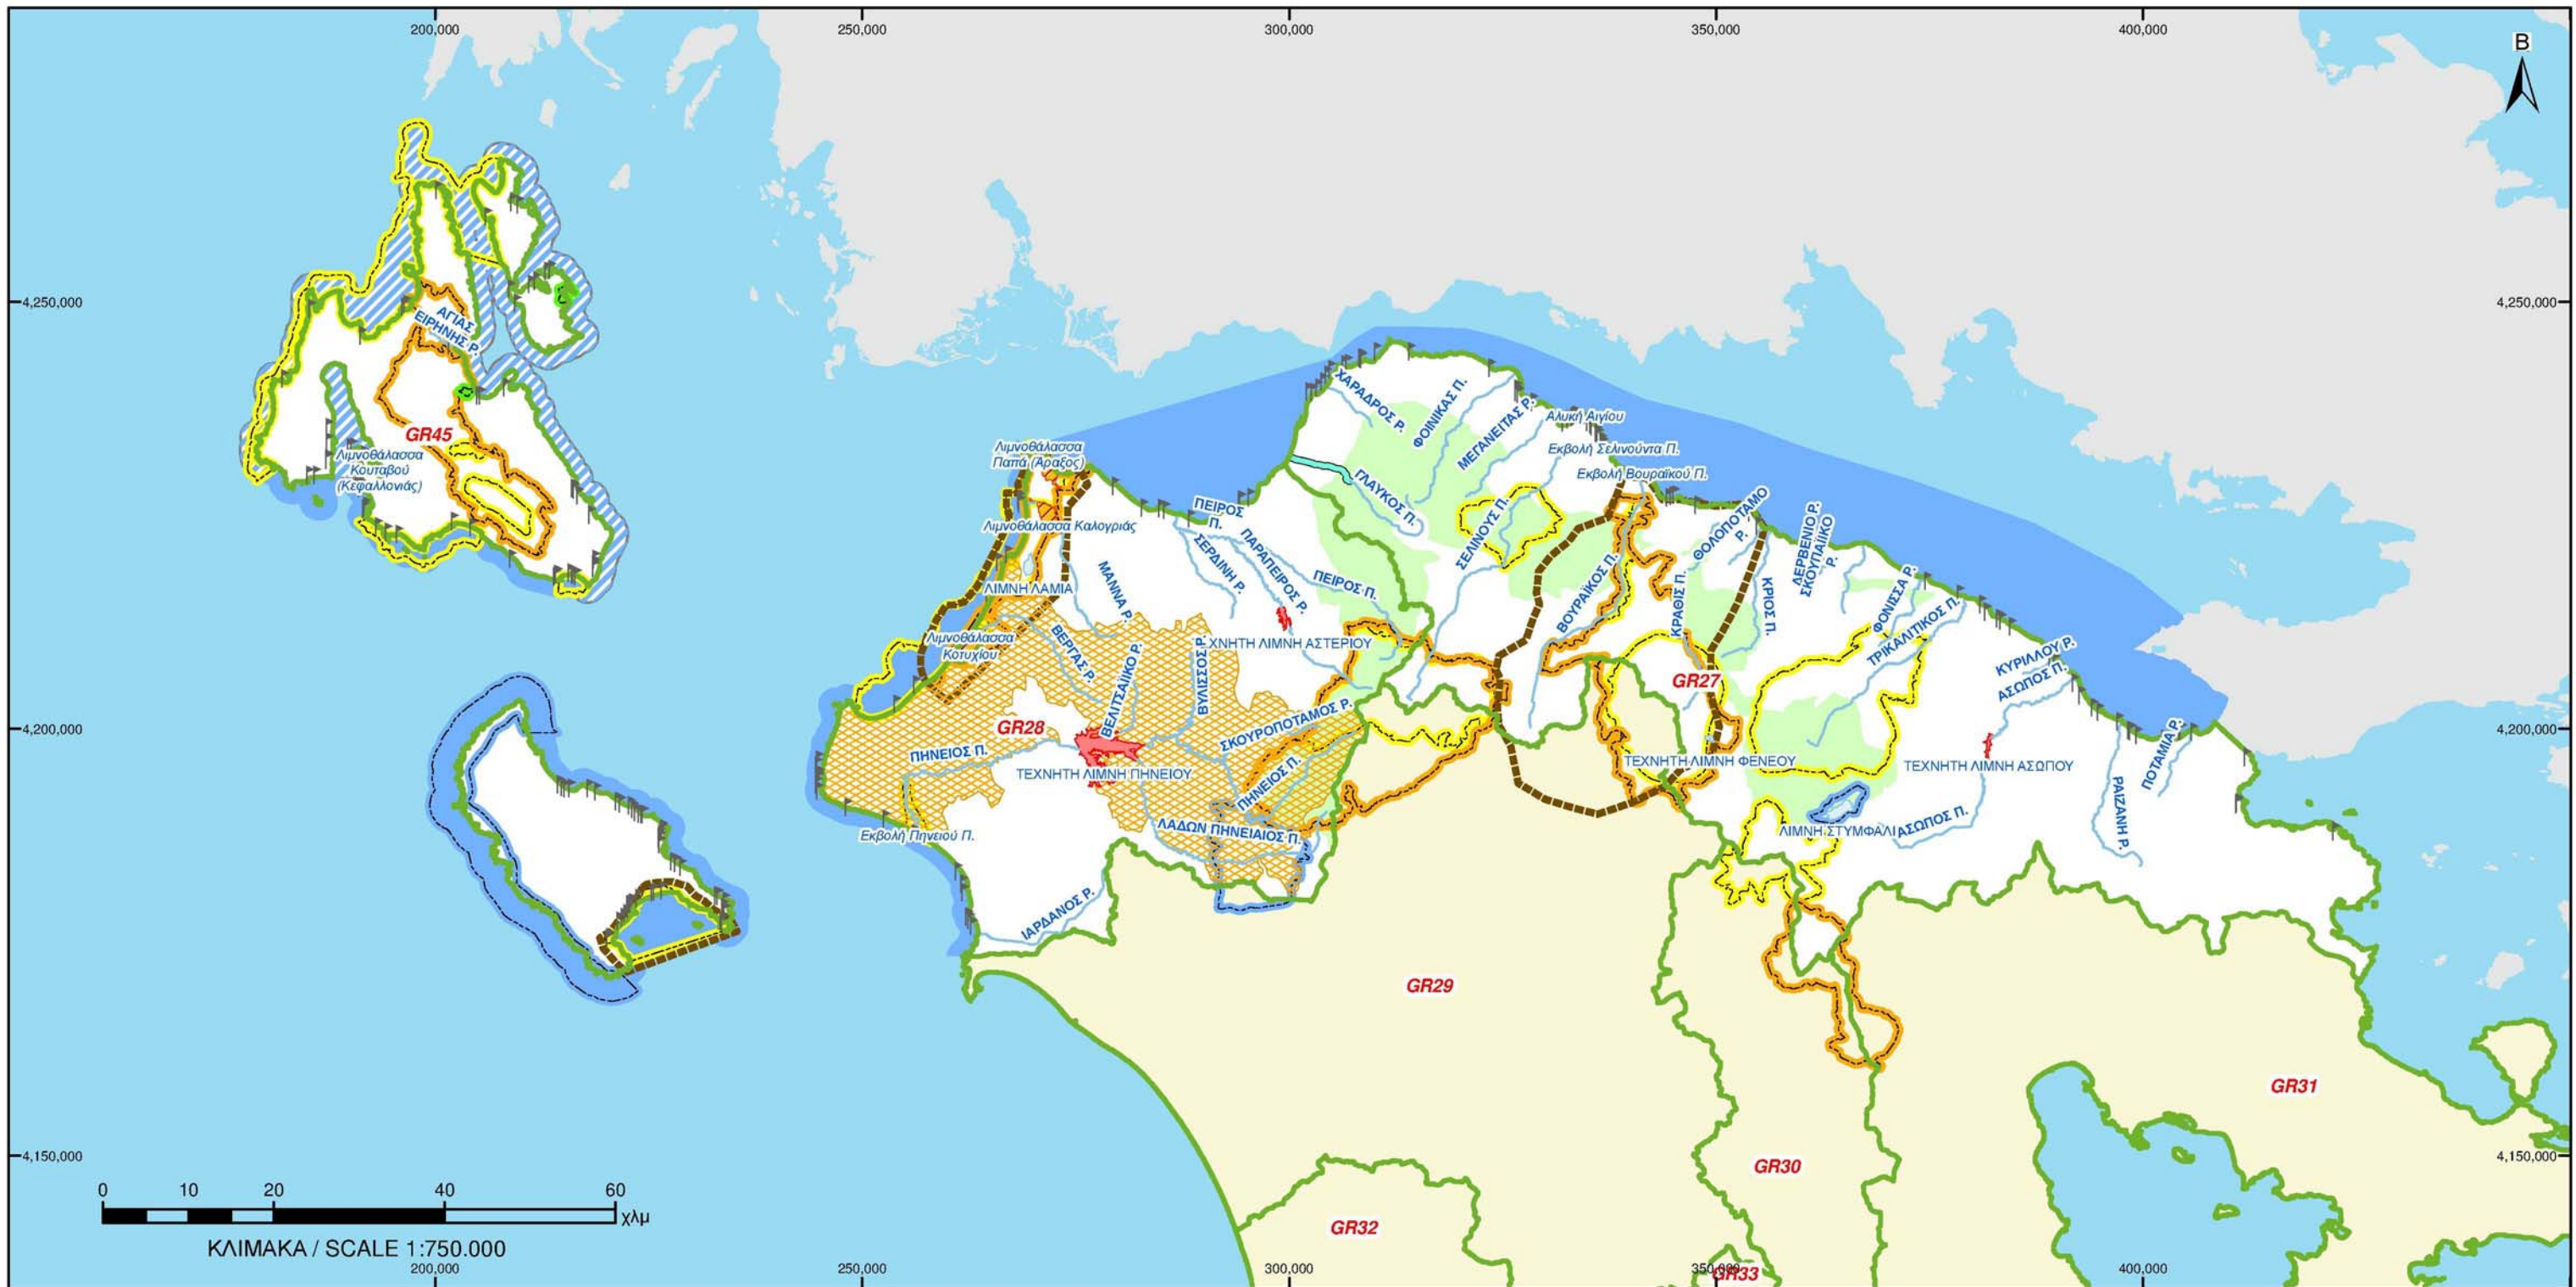 200,000
250,000
300,000
350,000
400,000
Β
4,250,000
4,250,000
ΑΓΙΑΣ
ΕΙΡΗΝΗΣ Ρ.
GR45
Λιμνοθάλασσα
Κουταβού
(Κεφαλλονιάς)
ΧΑΡΑΔΡΟΣ Ρ.
ΦΟΙΝΙΚΑΣ Π.
ΜΕΓΑΝΕΙΤΑΣ Ρ.
Αλυκή Αιγίου
Εκβολή Σελινούντα Π.
Εκβολή Βουραϊκού Π.
Λιμνοθάλασσα
Παπά (Άραξος)
ΓΛΑΥΚΟΣ Π.
Λιμνοθάλασσα Καλογριάς
ΠΕΙΡΟΣ
Π.
ΣΕΡΔΙΝΗ Ρ.
ΠΑΡΑΠΕΙΡΟΣ Ρ.
ΠΕΙΡΟΣ Π.
ΣΕΛΙΝΟΥΣ Π.
ΒΟΥΡΑΪΚΟΣ Π.
ΘΟΛΟΠΟΤΑΜΟ
Ρ.
ΚΡΑΘΙΣ Π.
ΚΡΙΟΣ Π.
ΔΕΡΒΕΝΙΟ Ρ.
ΣΚΟΥΠΑΙΙΚΟ
Ρ.
ΦΟΝΙΣΣΑ Ρ.
ΤΡΙΚΑΛΙΤΙΚΟΣ Π.
ΛΙΜΝΗ ΛΑΜΙΑ
ΜΑΝΝΑ Ρ.
Λιμνοθάλασσα
Κοτυχίου
ΒΕΡΓΑΣ Ρ.
ΒΕΛΙΤΣΑΙΙΚΟ Ρ.
ΒΥΛΙΣΣΟΣ Ρ.
ΧΝΗΤΗ ΛΙΜΝΗ ΑΣΤΕΡΙΟΥ
ΚΥΡΙΛΛΟΥ Ρ.
ΑΣΩΠΟΣ Π.
GR27
4,200,000
4,200,000
GR28
ΣΚΟΥΡΟΠΟΤΑΜΟΣ Ρ.
ΠΗΝΕΙΟΣ Π.
ΤΕΧΝΗΤΗ ΛΙΜΝΗ ΠΗΝΕΙΟΥ
ΠΗΝΕΙΟΣ Π.
ΤΕΧΝΗΤΗ ΛΙΜΝΗ ΦΕΝΕΟΥ
ΤΕΧΝΗΤΗ ΛΙΜΝΗ ΑΣΩΠΟΥ
ΡΑΙΖΑΝΗ Ρ.
ΠΟΤΑΜΙΑ Ρ.
Εκβολή Πηνειού Π.
ΛΑΔΩΝ ΠΗΝΕΙΑΙΟΣ Π.
ΛΙΜΝΗ ΣΤΥΜΦΑΛΙ
ΑΣΩΠΟΣ Π.
ΙΑΡΔΑΝΟΣ Ρ.
GR29
GR31
4,150,000
4,150,000
GR30
GR32
GR33
0
10
20
40
60
χλμ
ΚΛΙΜΑΚΑ / SCALE 1:750.000
200,000
250,000
300,000
350,000
400,000